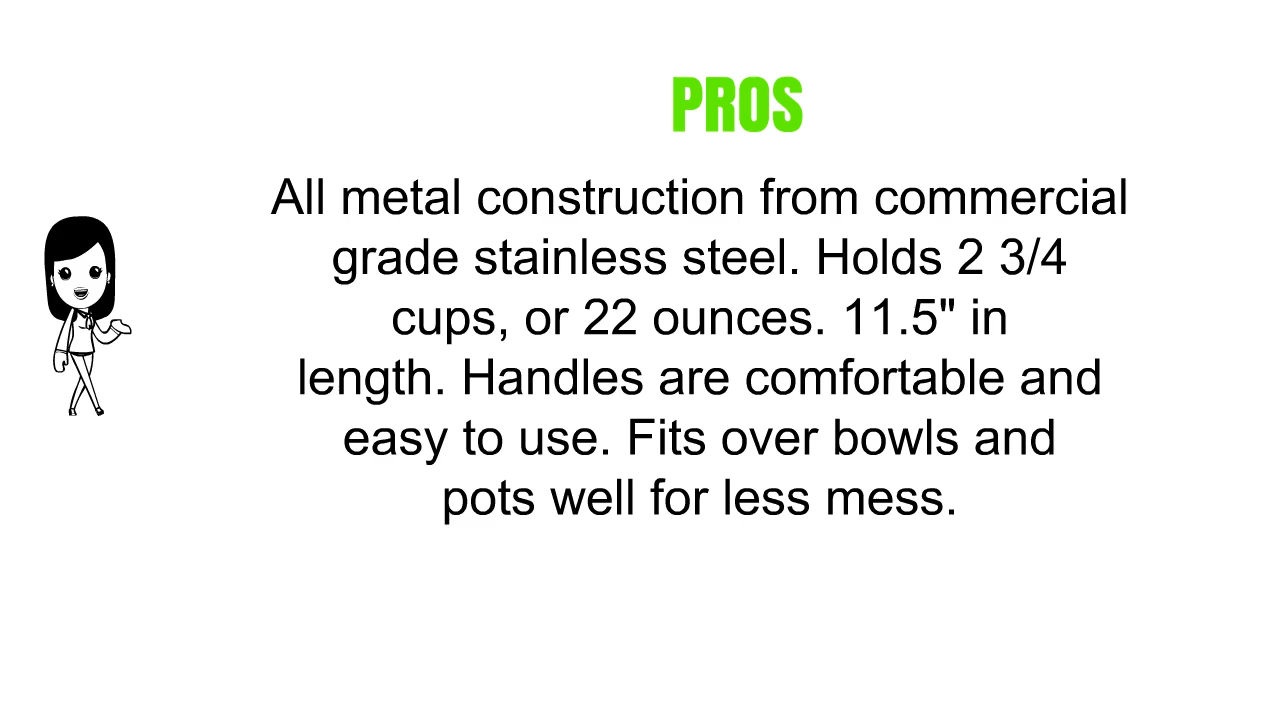 PROS
All metal construction from commercial
grade stainless steel. Holds 2 3/4
cups, or 22 ounces. 11.5" in
length. Handles are comfortable and
easy to use. Fits over bowls and
pots well for less mess.